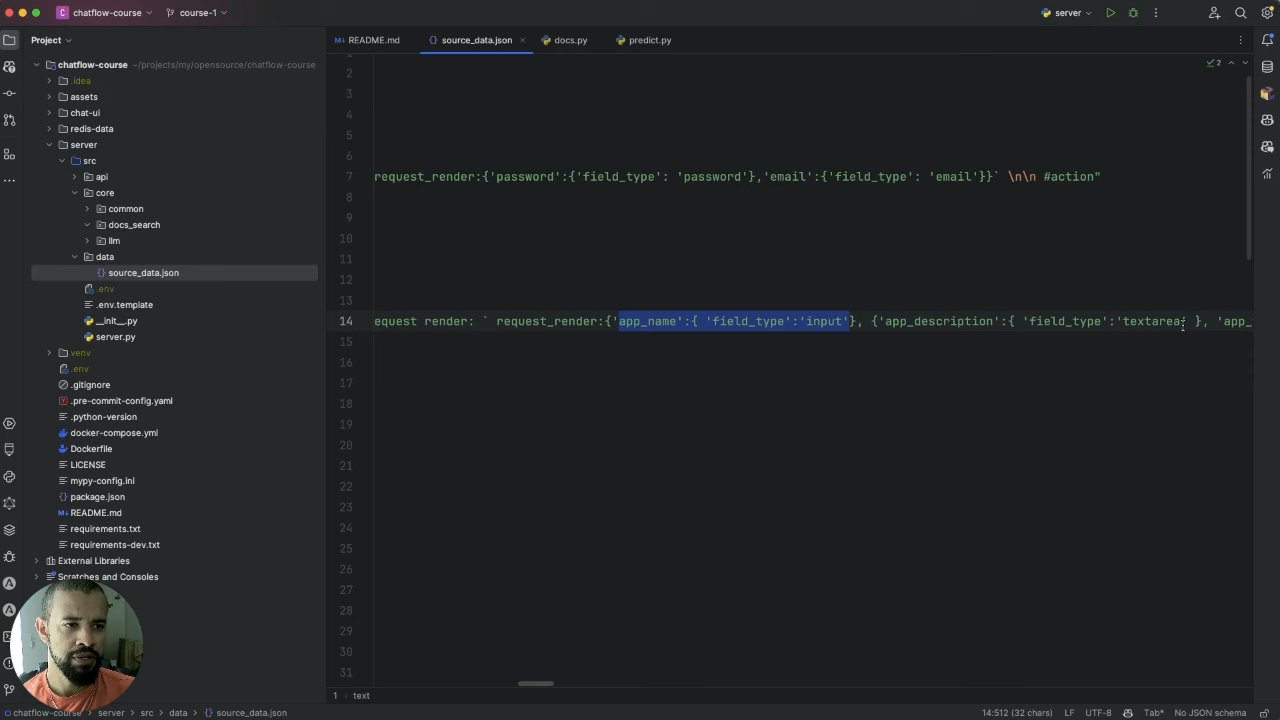 chatflow-course
course-1
server
Project
README.md
source_data.json
docs.py
predict.py
chatflow-course ~/projects/my/opensource/chatflow-course
.idea
assets
chat-ui
redis-data
server
src
api
core
common
docs_search
llm
data
source_data.json
.env
.env.template
__init__.py
server.py
venv
.env
.gitignore
.pre-commit-config.yaml
.python-version
docker-compose.yml
Dockerfile
LICENSE
mypy-config.ini
package.json
README.md
requirements.txt
requirements-dev.txt
External Libraries
Scratches and Consoles
2
1
2
3
4
5
6
7 request_render:{'password':{'field_type': 'password'},'email':{'field_type': 'email'}}` \n\n #action"
8
9
10
11
12
13
14 equest render: ` request_render:{'app_name':{ 'field_type':'input'}, {'app_description':{ 'field_type':'textarea' }, 'app_
15
16
17
18
19
20
21
22
23
24
25
26
27
28
29
30
31
1 text
chatflow-course server src data source_data.json
14:512 (32 chars) LF UTF-8 Tab* No JSON schema